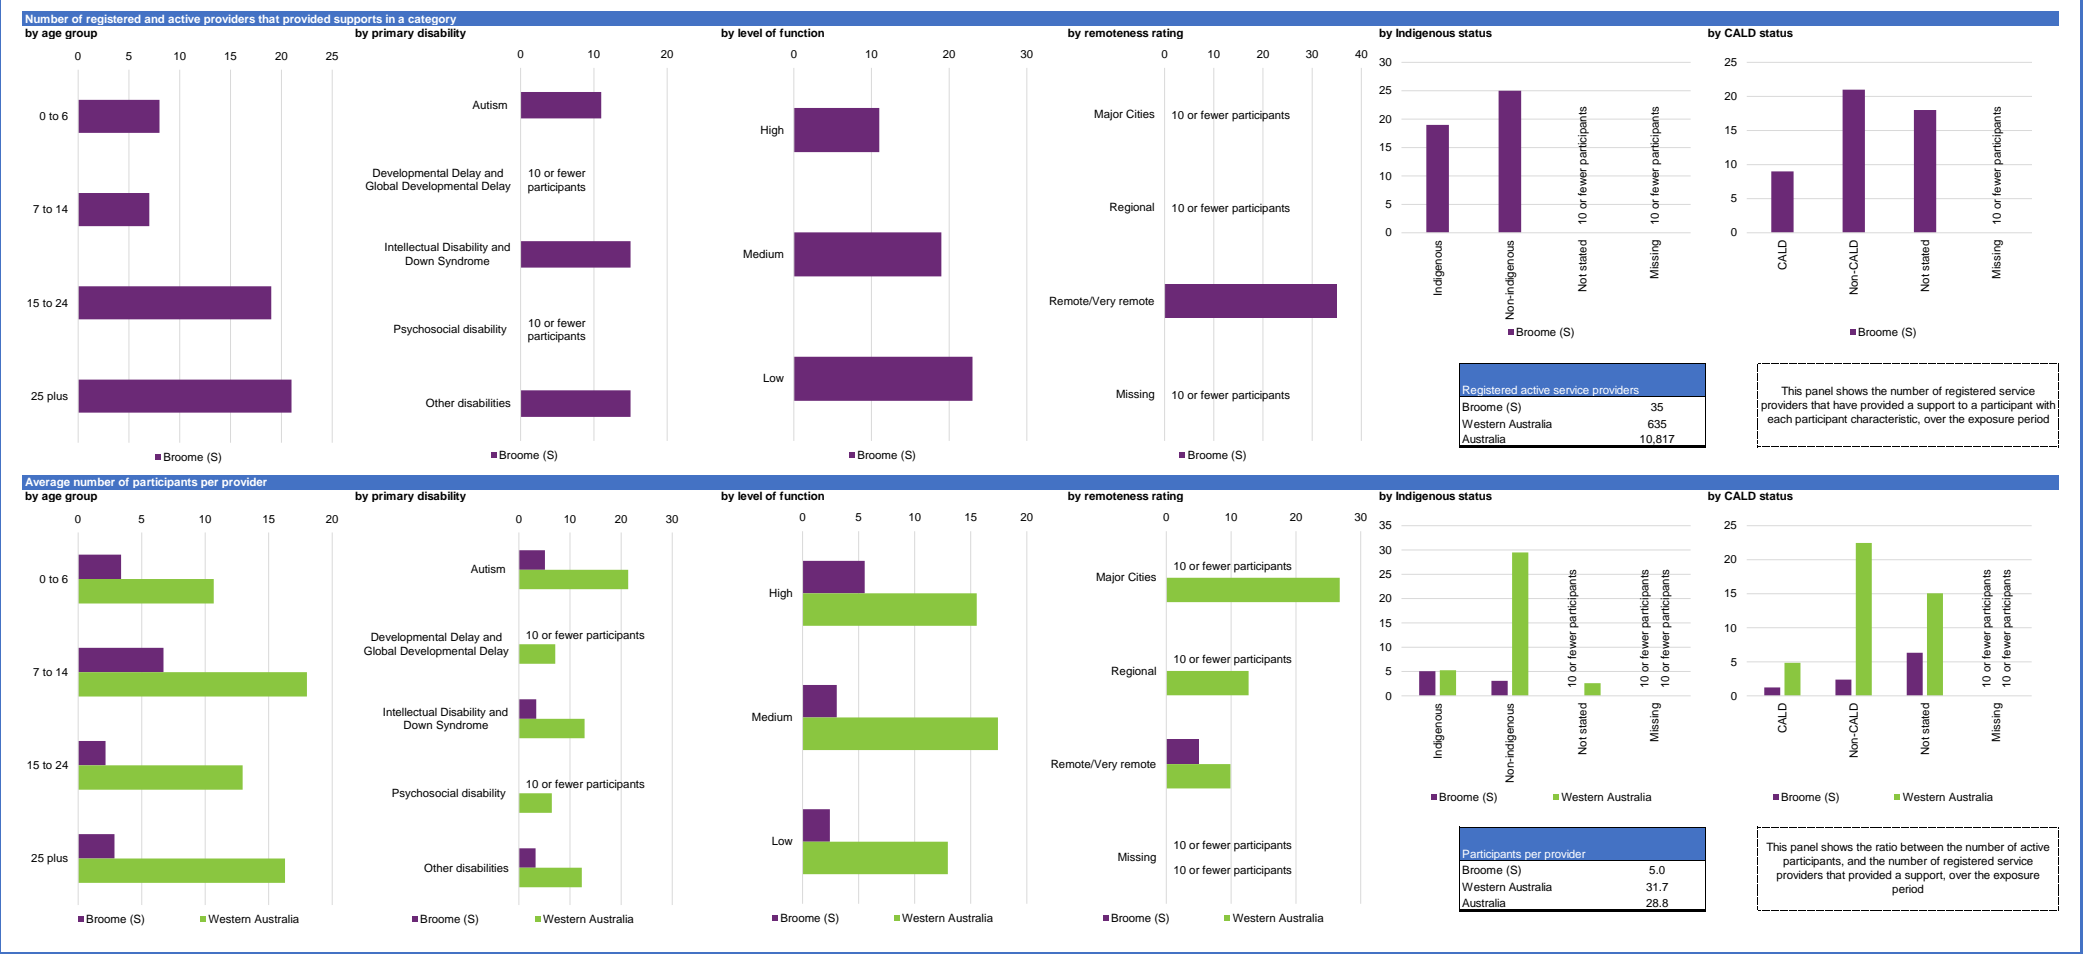 Number of registered and active providers that provided supports in a category
by age group
0 5 10 15 20 25
0 to 6
7 to 14
15 to 24
25 plus
Broome (S)
by primary disability
0 10 20
Autism
Developmental Delay and
Global Developmental Delay
10 or fewer
participants
Intellectual Disability and
Down Syndrome
Psychosocial disability
10 or fewer
participants
Other disabilities
Broome (S)
by level of function
0 10 20 30
High
Medium
Low
Broome (S)
by remoteness rating
0 10 20 30 40
Major Cities
10 or fewer participants
Regional
10 or fewer participants
Remote/Very remote
Missing
10 or fewer participants
Broome (S)
by Indigenous status
30
25
20
15
10
5
0
10 or fewer participants
10 or fewer participants
Indigenous
Non-indigenous
Not stated
Missing
Broome (S)
by CALD status
25
20
15
10
5
0
10 or fewer participants
CALD
Non-CALD
Not stated
Missing
Broome (S)
Registered active service providers
Broome (S) 35
Western Australia 635
Australia 10,817
This panel shows the number of registered service
providers that have provided a support to a participant with
each participant characteristic, over the exposure period
Average number of participants per provider
by age group
0 5 10 15 20
0 to 6
7 to 14
15 to 24
25 plus
Broome (S) Western Australia
by primary disability
0 10 20 30
Autism
Developmental Delay and
Global Developmental Delay
10 or fewer participants
Intellectual Disability and
Down Syndrome
Psychosocial disability
10 or fewer participants
Other disabilities
Broome (S) Western Australia
by level of function
0 5 10 15 20
High
Medium
Low
Broome (S) Western Australia
by remoteness rating
0 10 20 30
Major Cities
10 or fewer participants
Regional
10 or fewer participants
Remote/Very remote
Missing
10 or fewer participants
10 or fewer participants
Broome (S) Western Australia
by Indigenous status
35
30
25
20
15
10
5
0
10 or fewer participants
10 or fewer participants
10 or fewer participants
Indigenous
Non-indigenous
Not stated
Missing
Broome (S) Western Australia
by CALD status
25
20
15
10
5
0
10 or fewer participants
10 or fewer participants
CALD
Non-CALD
Not stated
Missing
Broome (S) Western Australia
Participants per provider
Broome (S) 5.0
Western Australia 31.7
Australia 28.8
This panel shows the ratio between the number of active
participants, and the number of registered service
providers that provided a support, over the exposure
period